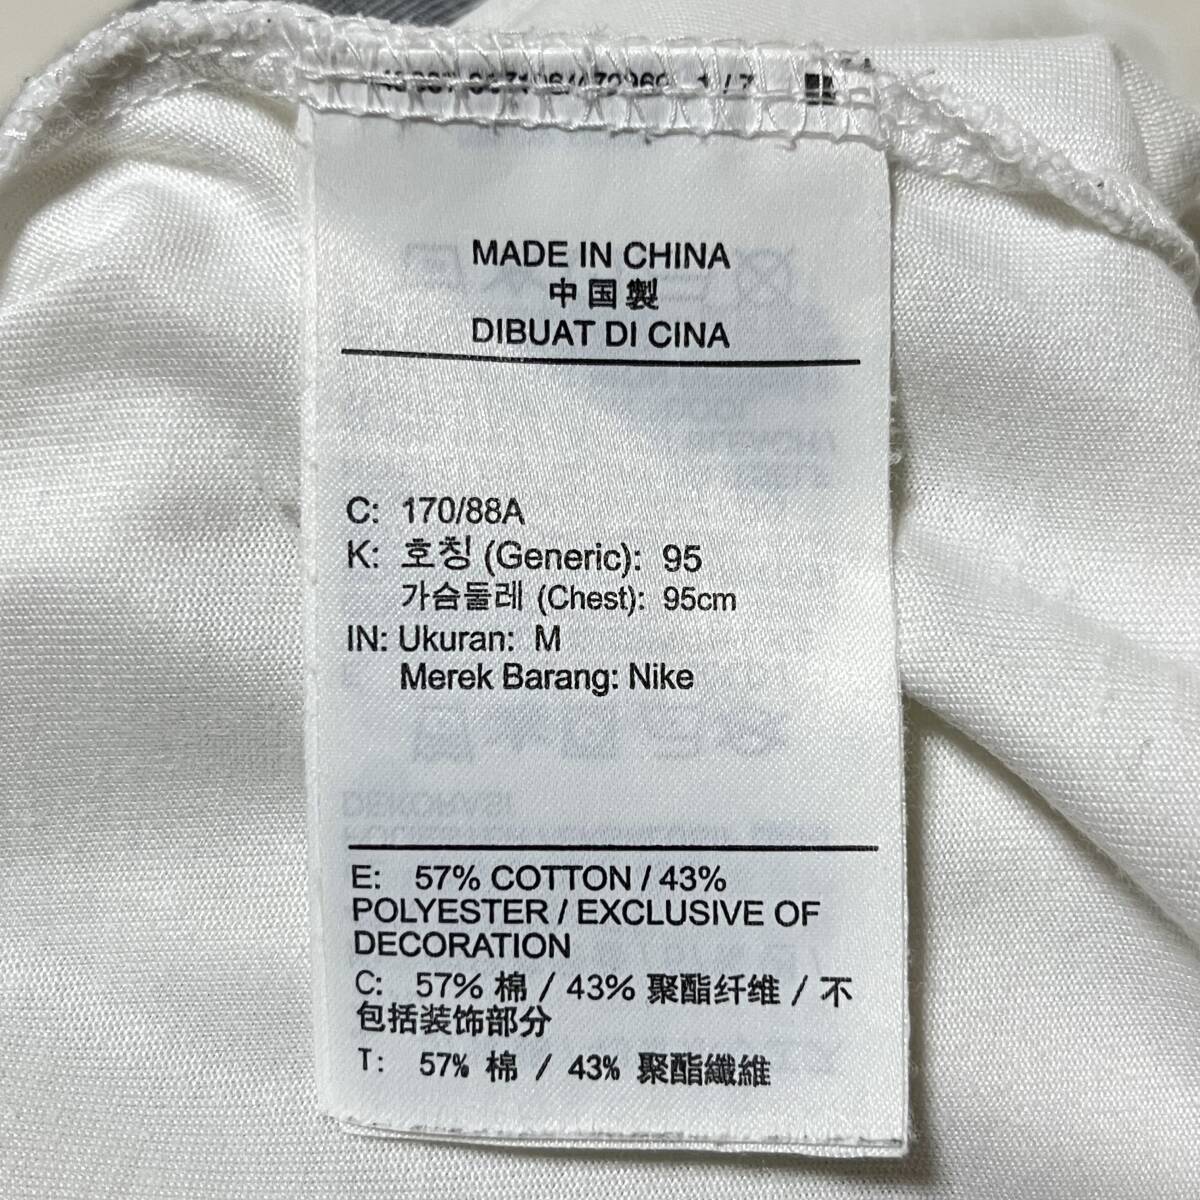 MADE IN CHINA
中国製
DIBUAT DI CINA
C: 170/88A
K: 호칭 (Generic): 95
가슴둘레 (Chest): 95cm
IN: Ukuran: M
Merek Barang: Nike
E: 57% COTTON / 43%
POLYESTER / EXCLUSIVE OF
DECORATION
C: 57% 棉 / 43% 聚酯纤维 / 不
包括装饰部分
T: 57% 棉 / 43% 聚酯纖維